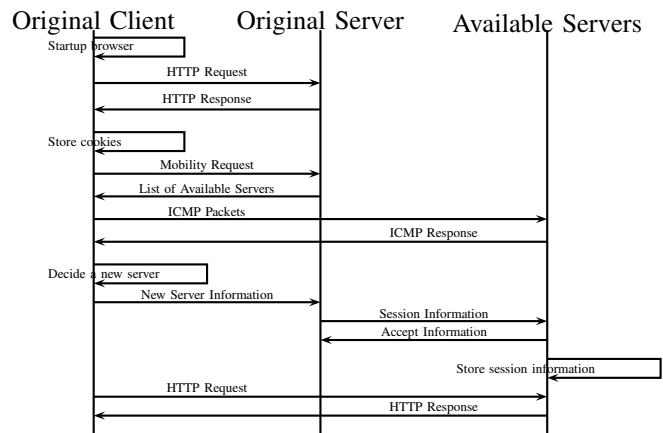 Original Client
Original Server
Available Servers
Startup browser
HTTP Request
HTTP Response
Store cookies
Mobility Request
List of Available Servers
ICMP Packets
ICMP Response
Decide a new server
New Server Information
Session Information
Accept Information
Store session information
HTTP Request
HTTP Response